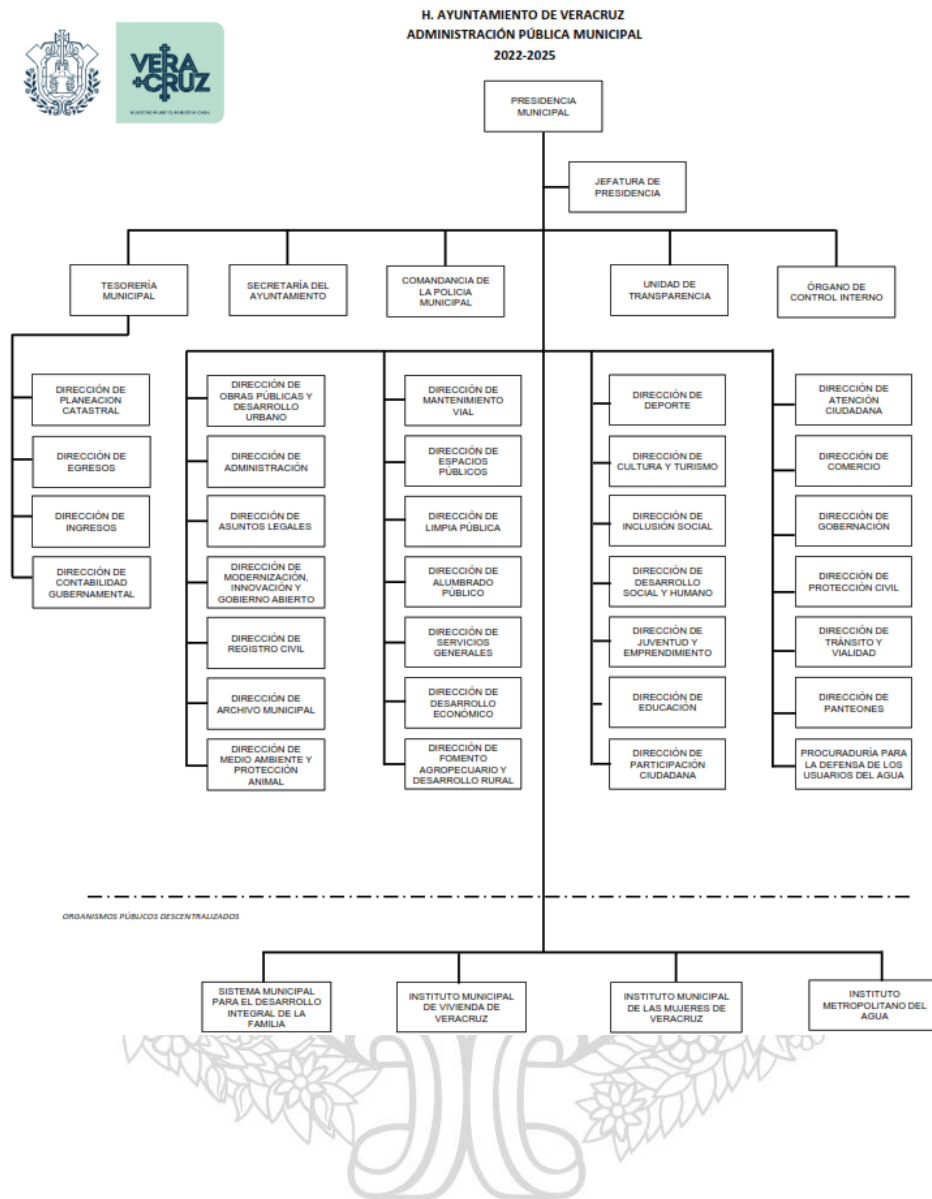 H. AYUNTAMIENTO DE VERACRUZ
ADMINISTRACIÓN PÚBLICA MUNICIPAL
2022-2025
VERA
CRUZ
PRESIDENCIA
MUNICIPAL
JEFATURA DE
PRESIDENCIA
TESORERÍA
MUNICIPAL
SECRETARÍA DEL
AYUNTAMIENTO
COMANDANCIA DE
LA POLICIA
MUNICIPAL
UNIDAD DE
TRANSPARENCIA
ÓRGANO DE
CONTROL INTERNO
DIRECCIÓN DE
PLANEACION
CATASTRAL
DIRECCIÓN DE
EGRESOS
DIRECCIÓN DE
INGRESOS
DIRECCIÓN DE
CONTABILIDAD
GUBERNAMENTAL
DIRECCIÓN DE
OBRAS PÚBLICAS Y
DESARROLLO
URBANO
DIRECCIÓN DE
ADMINISTRACIÓN
DIRECCIÓN DE
ASUNTOS LEGALES
DIRECCIÓN DE
MODERNIZACIÓN,
INNOVACIÓN Y
GOBIERNO ABIERTO
DIRECCIÓN DE
REGISTRO CIVIL
DIRECCIÓN DE
ARCHIVO MUNICIPAL
DIRECCIÓN DE
MEDIO AMBIENTE Y
PROTECCIÓN
ANIMAL
DIRECCIÓN DE
MANTENIMIENTO
VIAL
DIRECCIÓN DE
ESPACIOS
PÚBLICOS
DIRECCIÓN DE
LIMPIA PÚBLICA
DIRECCIÓN DE
ALUMBRADO
PÚBLICO
DIRECCIÓN DE
SERVICIOS
GENERALES
DIRECCIÓN DE
DESARROLLO
ECONÓMICO
DIRECCIÓN DE
FOMENTO
AGROPECUARIO Y
DESARROLLO RURAL
DIRECCIÓN DE
DEPORTE
DIRECCIÓN DE
CULTURA Y TURISMO
DIRECCIÓN DE
INCLUSIÓN SOCIAL
DIRECCIÓN DE
DESARROLLO
SOCIAL Y HUMANO
DIRECCIÓN DE
JUVENTUD Y
EMPRENDIMIENTO
DIRECCIÓN DE
EDUCACIÓN
DIRECCIÓN DE
PARTICIPACIÓN
CIUDADANA
DIRECCIÓN DE
ATENCIÓN
CIUDADANA
DIRECCIÓN DE
COMERCIO
DIRECCIÓN DE
GOBERNACIÓN
DIRECCIÓN DE
PROTECCIÓN CIVIL
DIRECCIÓN DE
TRÁNSITO Y
VIALIDAD
DIRECCIÓN DE
PANTEONES
PROCURADURÍA PARA
LA DEFENSA DE LOS
USUARIOS DEL AGUA
ORGANISMOS PÚBLICOS DESCENTRALIZADOS
SISTEMA MUNICIPAL
PARA EL DESARROLLO
INTEGRAL DE LA
FAMILIA
INSTITUTO MUNICIPAL
DE VIVIENDA DE
VERACRUZ
INSTITUTO MUNICIPAL
DE LAS MUJERES DE
VERACRUZ
INSTITUTO
METROPOLITANO DEL
AGUA